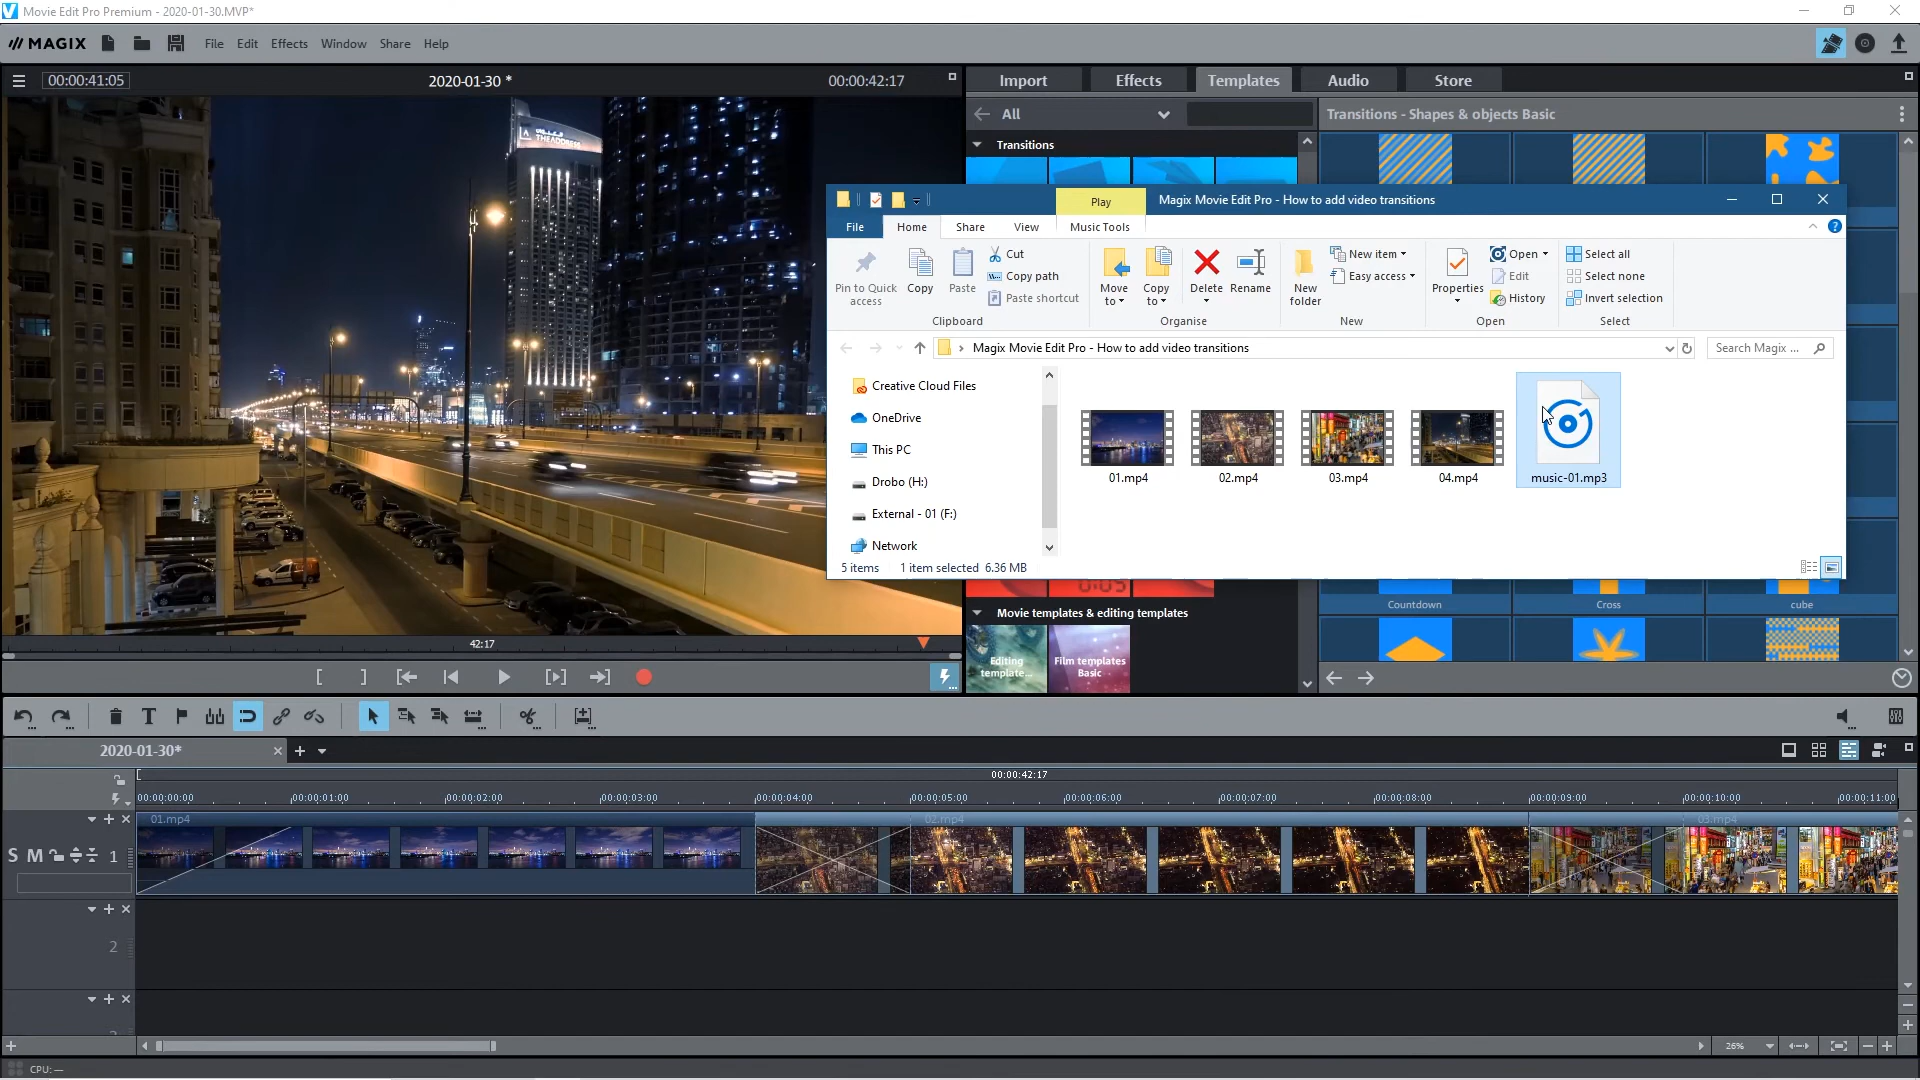 Movie Edit Pro Premium - 2020-01-30.MVP*
MAGIX File Edit Effects Window Share Help
00:00:41:05 2020-01-30 * 00:00:42:17
THE ADDRESS
42:17
Import Effects Templates Audio Store
All
Transitions - Shapes & objects Basic
Transitions
Play
Magix Movie Edit Pro - How to add video transitions
File Home Share View Music Tools
Pin to Quick access
Copy
Paste
Cut
Copy path
Paste shortcut
Clipboard
Move to
Copy to
Delete
Rename
Organise
New folder
New item
Easy access
New
Properties
Open
Edit
History
Open
Select all
Select none
Invert selection
Select
Magix Movie Edit Pro - How to add video transitions
Search Magix ...
Creative Cloud Files
OneDrive
This PC
Drobo (H:)
External - 01 (F:)
Network
01.mp4 02.mp4 03.mp4 04.mp4 music-01.mp3
5 items 1 item selected 6.36 MB
0:05
Movie templates & editing templates
Editing template...
Film templates Basic
Countdown Cross cube
2020-01-30*
00:00:42:17
00:00:00:00 00:00:01:00 00:00:02:00 00:00:03:00 00:00:04:00 00:00:05:00 00:00:06:00 00:00:07:00 00:00:08:00 00:00:09:00 00:00:10:00 00:00:11:00
01.mp4 02.mp4 03.mp4
S M 1
2
26%
CPU: —